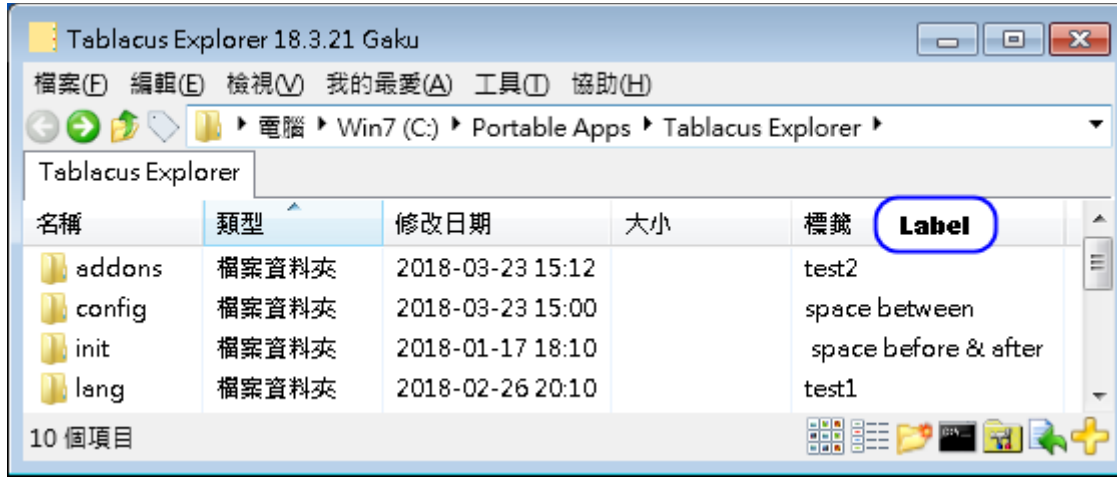 Tablacus Explorer 18.3.21 Gaku
檔案(F) 編輯(E) 檢視(V) 我的最愛(A) 工具(T) 協助(H)
電腦 Win7 (C:) Portable Apps Tablacus Explorer
Tablacus Explorer
名稱 類型 修改日期 大小 標籤 Label
addons 檔案資料夾 2018-03-23 15:12 test2
config 檔案資料夾 2018-03-23 15:00 space between
init 檔案資料夾 2018-01-17 18:10 space before & after
lang 檔案資料夾 2018-02-26 20:10 test1
10 個項目